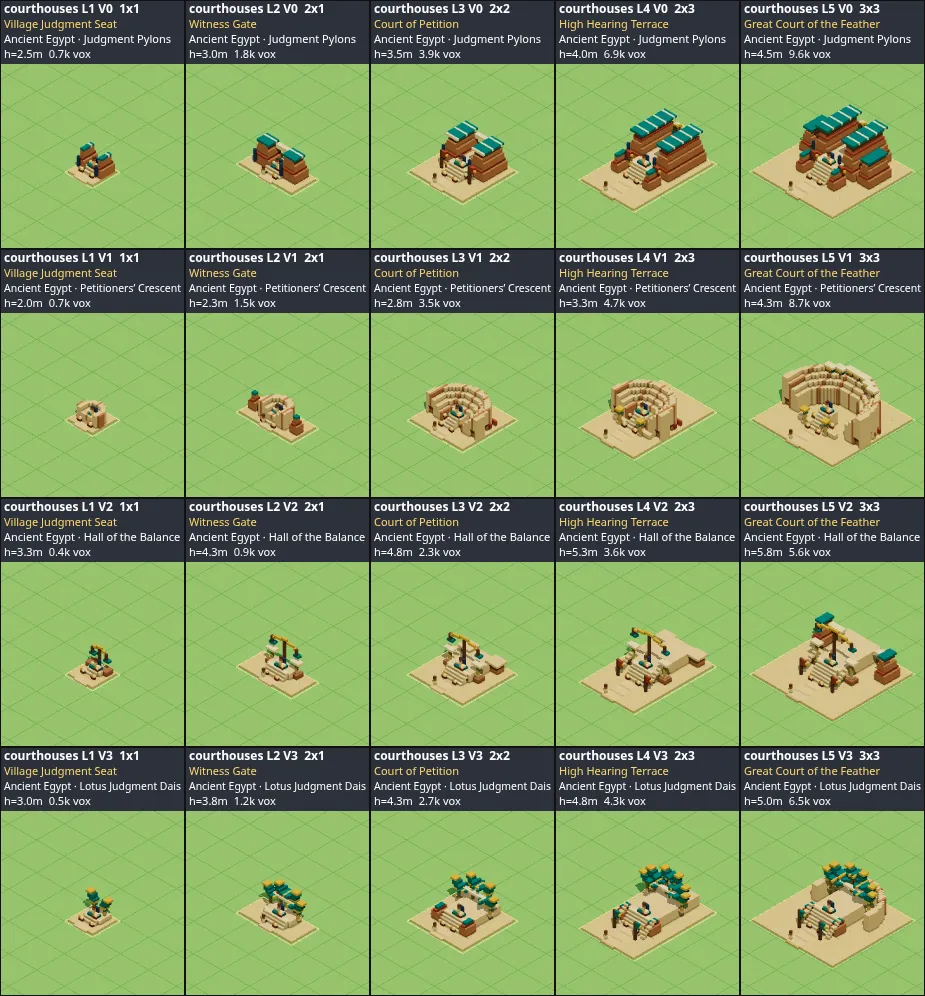 courthouses L1 V0 1x1
Village Judgment Seat
Ancient Egypt · Judgment Pylons
h=2.5m 0.7k vox
courthouses L2 V0 2x1
Witness Gate
Ancient Egypt · Judgment Pylons
h=3.0m 1.8k vox
courthouses L3 V0 2x2
Court of Petition
Ancient Egypt · Judgment Pylons
h=3.5m 3.9k vox
courthouses L4 V0 2x3
High Hearing Terrace
Ancient Egypt · Judgment Pylons
h=4.0m 6.9k vox
courthouses L5 V0 3x3
Great Court of the Feather
Ancient Egypt · Judgment Pylons
h=4.5m 9.6k vox
courthouses L1 V1 1x1
Village Judgment Seat
Ancient Egypt · Petitioners’ Crescent
h=2.0m 0.7k vox
courthouses L2 V1 2x1
Witness Gate
Ancient Egypt · Petitioners’ Crescent
h=2.3m 1.5k vox
courthouses L3 V1 2x2
Court of Petition
Ancient Egypt · Petitioners’ Crescent
h=2.8m 3.5k vox
courthouses L4 V1 2x3
High Hearing Terrace
Ancient Egypt · Petitioners’ Crescent
h=3.3m 4.7k vox
courthouses L5 V1 3x3
Great Court of the Feather
Ancient Egypt · Petitioners’ Crescent
h=4.3m 8.7k vox
courthouses L1 V2 1x1
Village Judgment Seat
Ancient Egypt · Hall of the Balance
h=3.3m 0.4k vox
courthouses L2 V2 2x1
Witness Gate
Ancient Egypt · Hall of the Balance
h=4.3m 0.9k vox
courthouses L3 V2 2x2
Court of Petition
Ancient Egypt · Hall of the Balance
h=4.8m 2.3k vox
courthouses L4 V2 2x3
High Hearing Terrace
Ancient Egypt · Hall of the Balance
h=5.3m 3.6k vox
courthouses L5 V2 3x3
Great Court of the Feather
Ancient Egypt · Hall of the Balance
h=5.8m 5.6k vox
courthouses L1 V3 1x1
Village Judgment Seat
Ancient Egypt · Lotus Judgment Dais
h=3.0m 0.5k vox
courthouses L2 V3 2x1
Witness Gate
Ancient Egypt · Lotus Judgment Dais
h=3.8m 1.2k vox
courthouses L3 V3 2x2
Court of Petition
Ancient Egypt · Lotus Judgment Dais
h=4.3m 2.7k vox
courthouses L4 V3 2x3
High Hearing Terrace
Ancient Egypt · Lotus Judgment Dais
h=4.8m 4.3k vox
courthouses L5 V3 3x3
Great Court of the Feather
Ancient Egypt · Lotus Judgment Dais
h=5.0m 6.5k vox